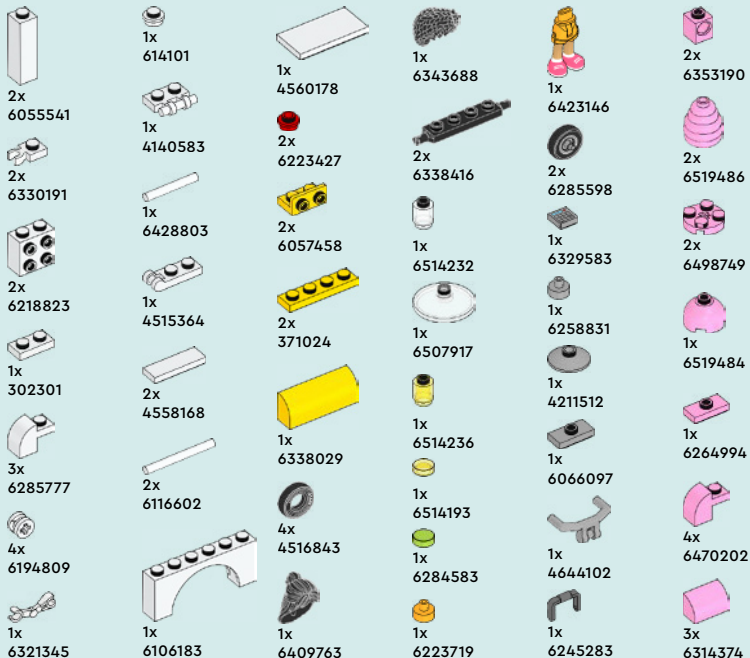 2x
6055541
2x
6330191
2x
6218823
1x
302301
3x
6285777
4x
6194809
1x
6321345
1x
614101
1x
4140583
1x
6428803
1x
4515364
2x
4558168
2x
6116602
1x
6106183
1x
4560178
2x
6223427
2x
6057458
2x
371024
1x
6338029
4x
4516843
1x
6409763
1x
6343688
2x
6338416
1x
6514232
1x
6507917
1x
6514236
1x
6514193
1x
6284583
1x
6223719
1x
6423146
2x
6285598
1x
6329583
1x
6258831
1x
4211512
1x
6066097
1x
4644102
1x
6245283
2x
6353190
2x
6519486
2x
6498749
1x
6519484
1x
6264994
4x
6470202
3x
6314374